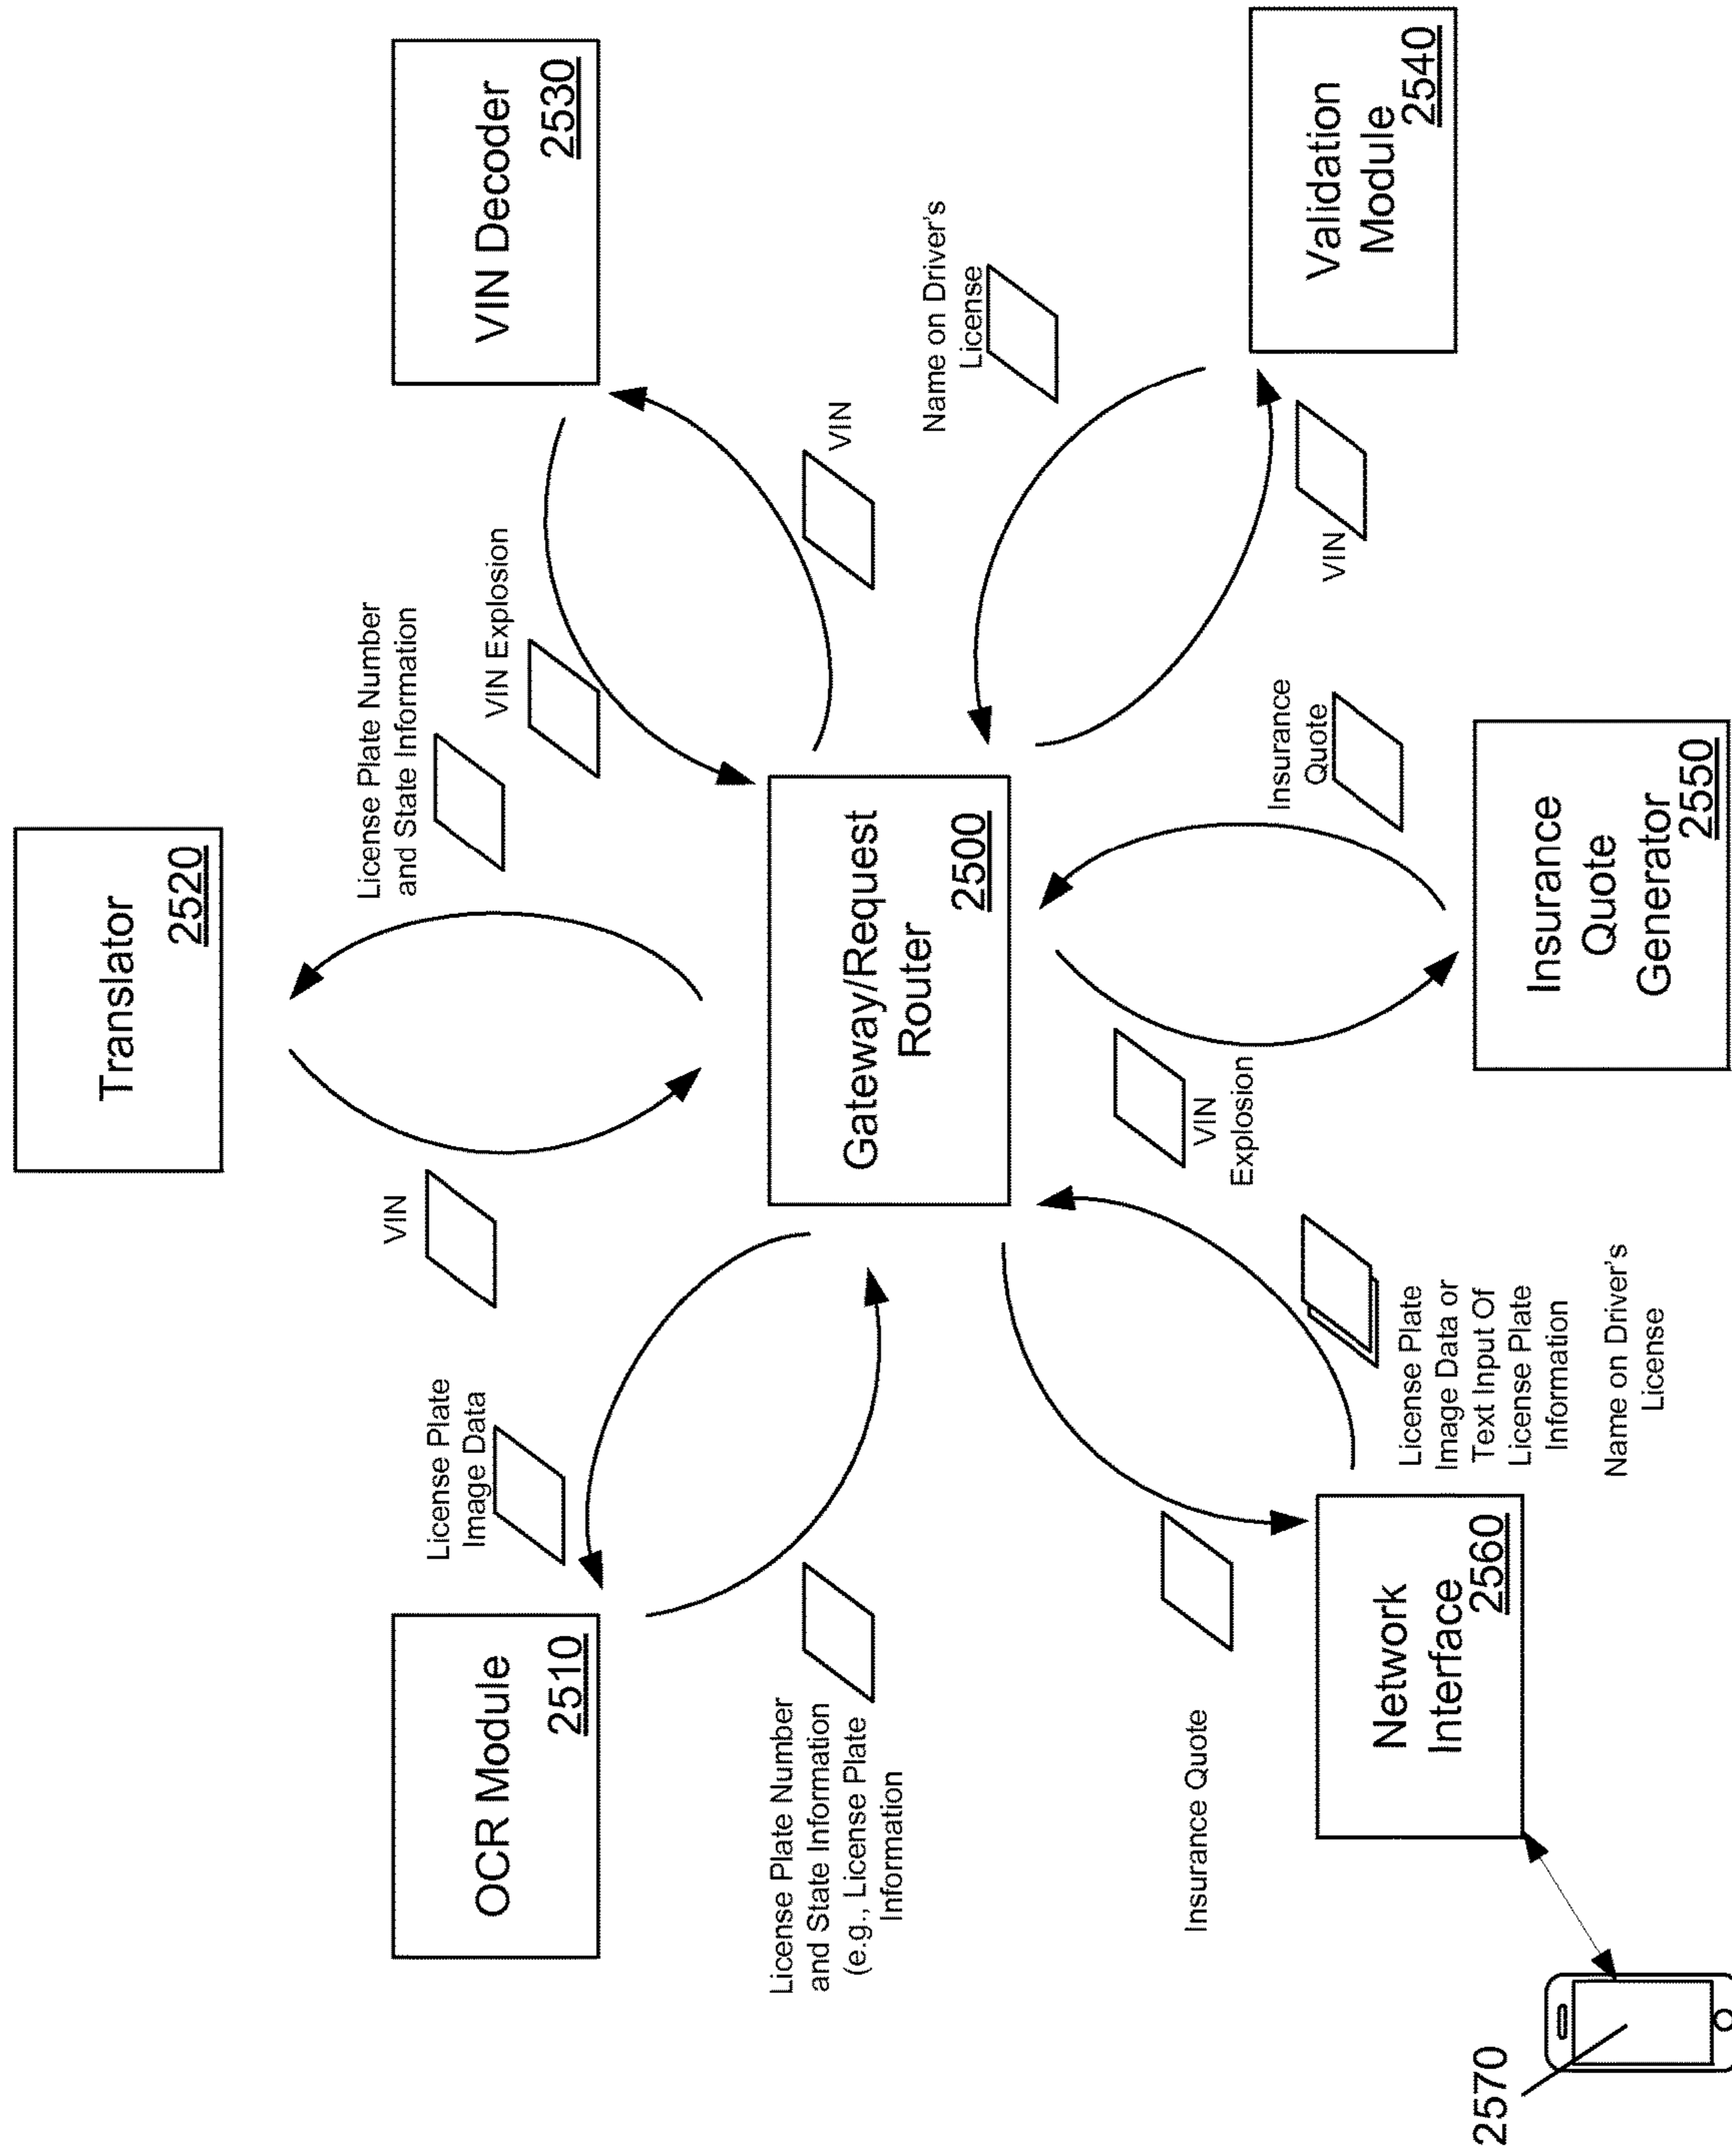 Translator
2520
License Plate Number
and State Information
VIN
OCR Module
2510
License Plate
Image Data
VIN Explosion
VIN Decoder
2530
License Plate Number
and State Information
(e.g., License Plate
Information
Gateway/Request
Router
2500
VIN
Name on Driver's
License
Insurance Quote
VIN
Explosion
Insurance
Quote
VIN
Validation
Module
2540
Network
Interface
2560
License Plate
Image Data or
Text Input Of
License Plate
Information
Name on Driver's
License
Insurance
Quote
Generator
2550
2570